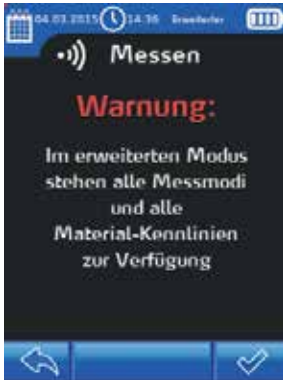 04.03.2015 14:36 Erweiterter
Messen
Warnung:
Im erweiterten Modus
stehen alle Messmodi
und alle
Material-Kennlinien
zur Verfügung